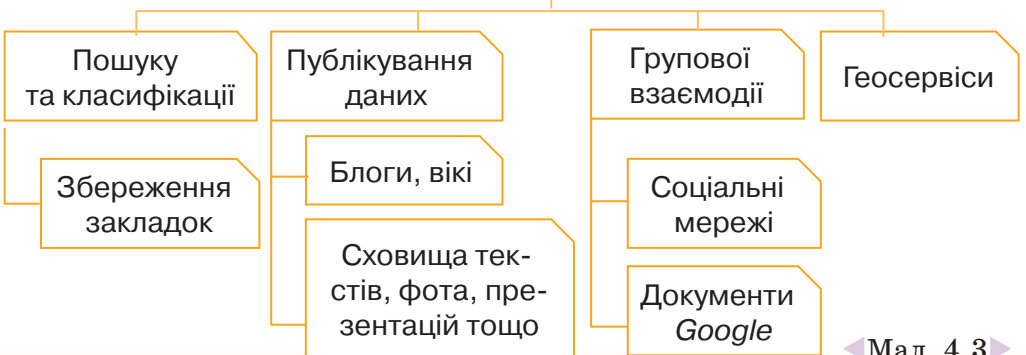 Пошуку
та класифікації
Публікування
даних
Групової
взаємодії
Геосервіси
Збереження
закладок
Блоги, вікі
Сховища тек-
стів, фото, пре-
зентацій тощо
Соціальні
мережі
Документи
Google
Мал. 4.3